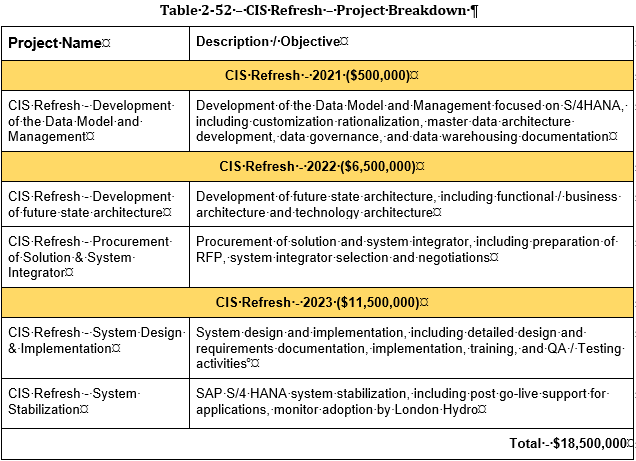 Table 2-52 – CIS Refresh – Project Breakdown ¶
Project Name¤
Description / Objective¤
CIS Refresh - 2021 ($500,000)¤
CIS Refresh - Development
of the Data Model and
Management¤
Development of the Data Model and Management focused on S/4HANA,
including customization rationalization, master data architecture
development, data governance, and data warehousing documentation¤
CIS Refresh - 2022 ($6,500,000)¤
CIS Refresh - Development
of future state architecture¤
Development of future state architecture, including functional / business
architecture and technology architecture¤
CIS Refresh - Procurement
of Solution & System
Integrator¤
Procurement of solution and system integrator, including preparation of
RFP, system integrator selection and negotiations¤
CIS Refresh - 2023 ($11,500,000)¤
CIS Refresh - System Design
& Implementation¤
System design and implementation, including detailed design and
requirements documentation, implementation, training, and QA / Testing
activities¤
CIS Refresh - System
Stabilization¤
SAP S/4 HANA system stabilization, including post go-live support for
applications, monitor adoption by London Hydro¤
Total - $18,500,000¤